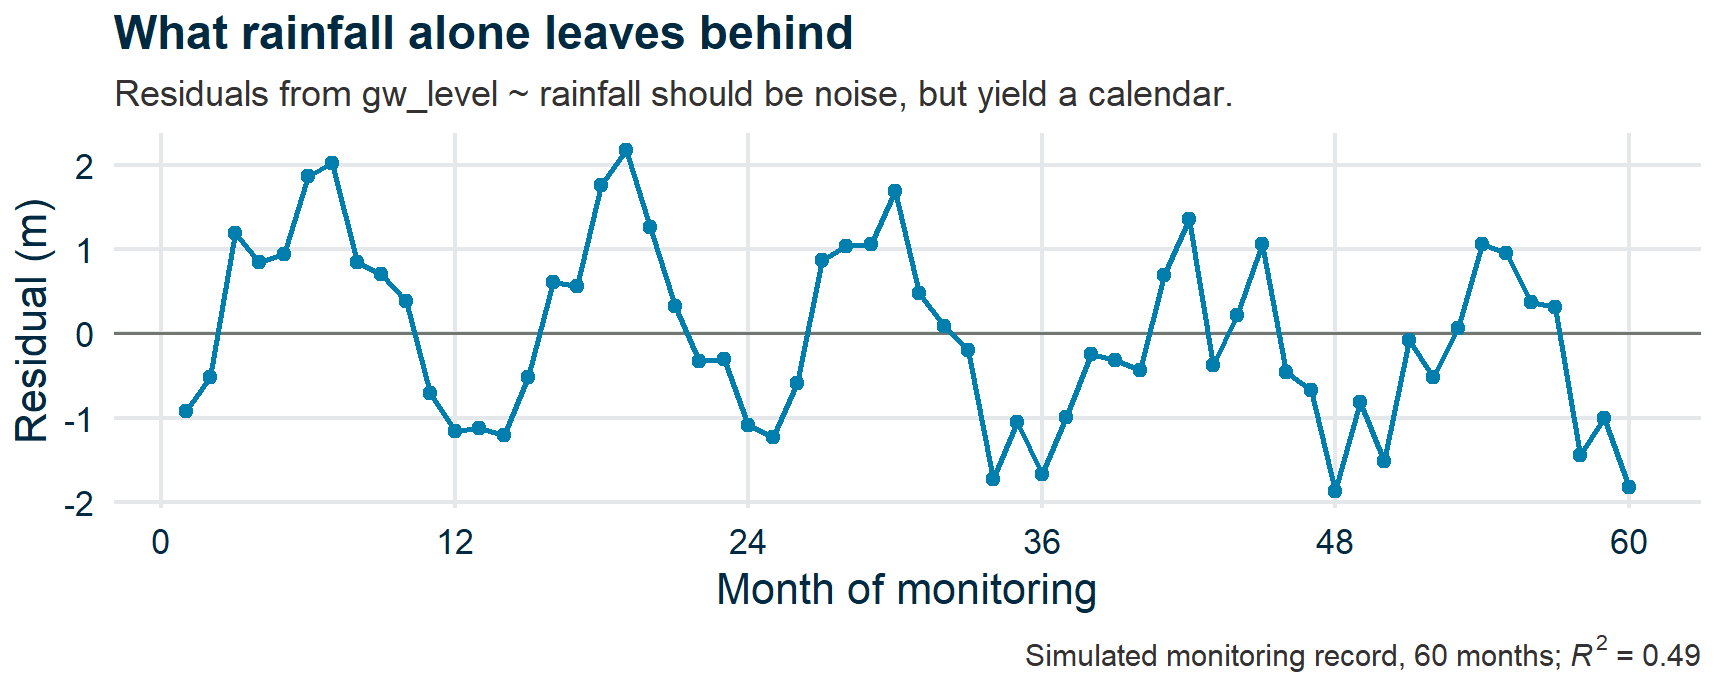 What rainfall alone leaves behind
Residuals from gw_level ~ rainfall should be noise, but yield a calendar.
Residual (m)
2
1
0
-1
-2
0 12 24 36 48 60
Month of monitoring
Simulated monitoring record, 60 months; R² = 0.49